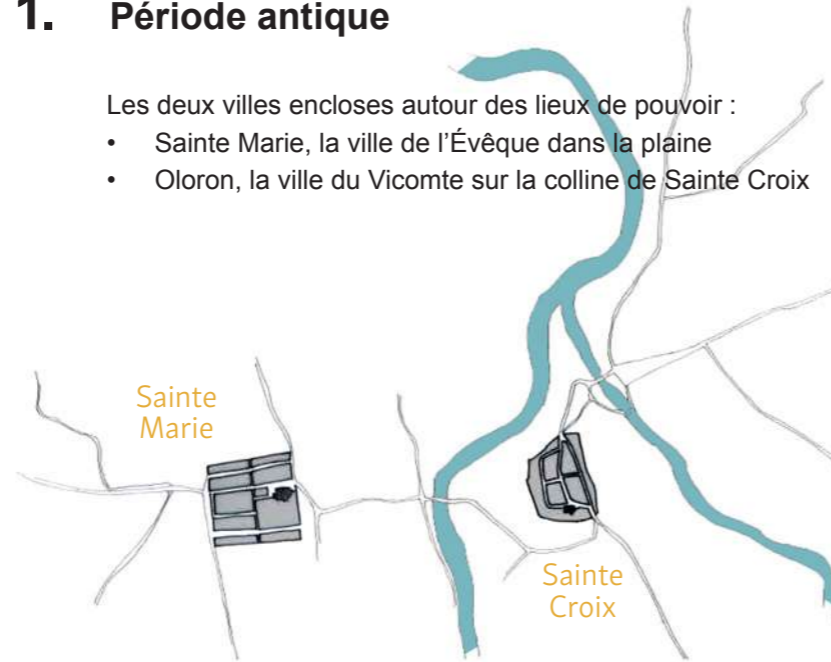 1. Période antique
Les deux villes encloses autour des lieux de pouvoir :
• Sainte Marie, la ville de l’Évêque dans la plaine
• Oloron, la ville du Vicomte sur la colline de Sainte Croix
Sainte
Marie
Sainte
Croix